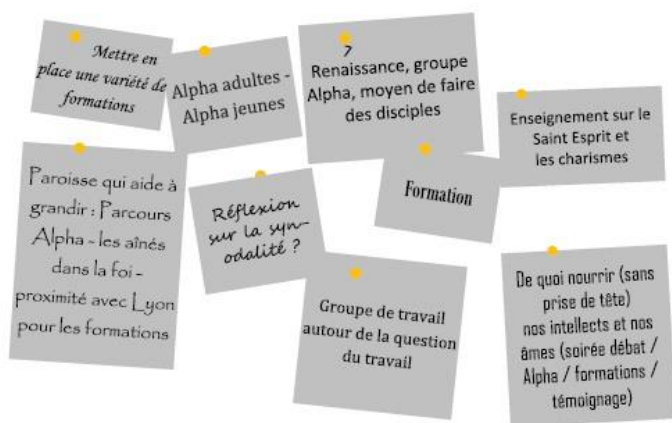 Mettre en
place une variété de
formations
Alpha adultes -
Alpha jeunes
?
Renaissance, groupe
Alpha, moyen de faire
des disciples
Enseignement sur le
Saint Esprit et
les charismes
Paroisse qui aide à
grandir : Parcours
Alpha - les aînés
dans la foi -
proximité avec Lyon
pour les formations
Réflexion
sur la syn-
odalité ?
Formation
Groupe de travail
autour de la question
du travail
De quoi nourrir (sans
prise de tête)
nos intellects et nos
âmes (soirée débat /
Alpha / formations /
témoignage)